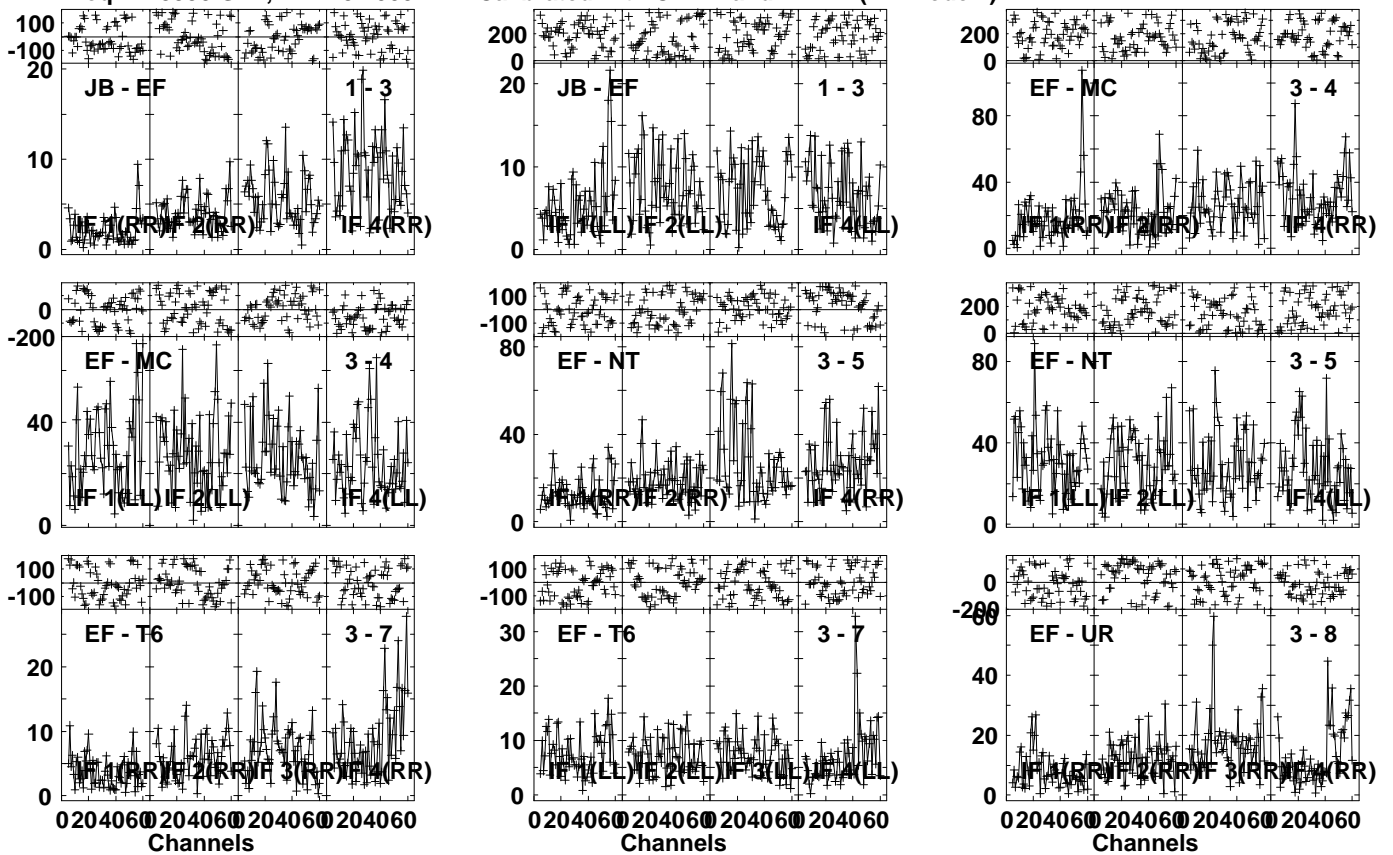 100
-100
20
10
0
JB - EF 1 - 3
IF 1(RR) IF 2(RR) IF 4(RR)
200
0
20
10
0
JB - EF 1 - 3
IF 1(LL) IF 2(LL) IF 4(LL)
200
0
80
40
0
EF - MC 3 - 4
IF 1(RR) IF 2(RR) IF 4(RR)
0
-200
40
0
EF - MC 3 - 4
IF 1(LL) IF 2(LL) IF 4(LL)
100
-100
80
40
0
EF - NT 3 - 5
IF 1(RR) IF 2(RR) IF 4(RR)
200
0
80
40
0
EF - NT 3 - 5
IF 1(LL) IF 2(LL) IF 4(LL)
100
-100
20
10
0
EF - T6 3 - 7
IF 1(RR) IF 2(RR) IF 3(RR) IF 4(RR)
0 20 40 60 0 20 40 60 0 20 40 60 0 20 40 60
Channels
100
-100
30
20
10
0
EF - T6 3 - 7
IF 1(LL) IF 2(LL) IF 3(LL) IF 4(LL)
0 20 40 60 0 20 40 60 0 20 40 60 0 20 40 60
Channels
0
-200
60
40
20
0
EF - UR 3 - 8
IF 1(RR) IF 2(RR) IF 3(RR) IF 4(RR)
0 20 40 60 0 20 40 60 0 20 40 60 0 20 40 60
Channels